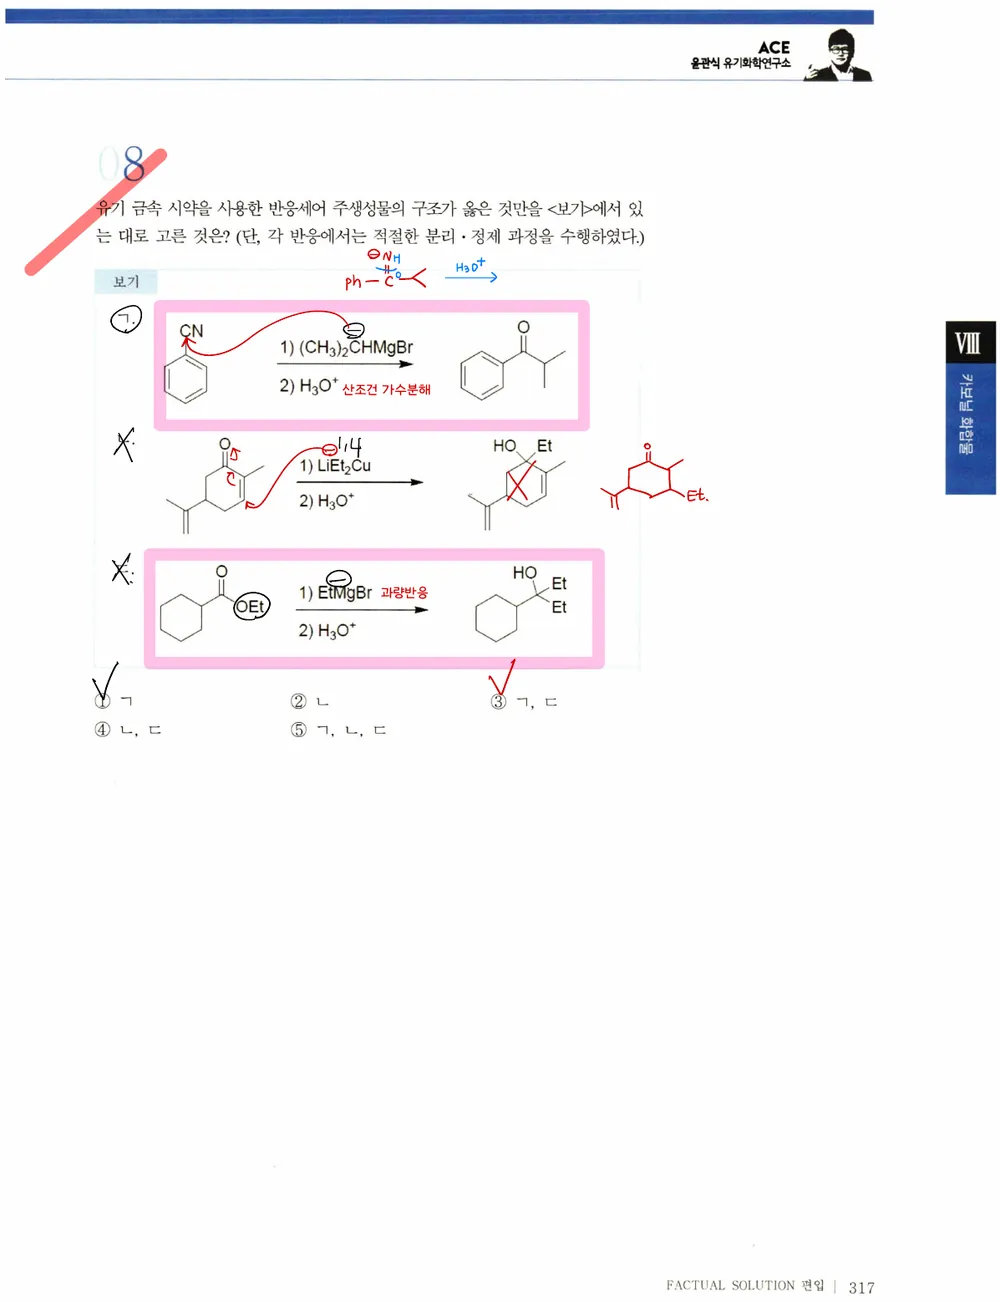 ACE
윤관식 유기화학연구소
08
유기 금속 시약을 사용한 반응세어 주생성물의 구조가 옳은 것만을 <보기>에서 있
는 대로 고른 것은? (단, 각 반응에서는 적절한 분리·정제 과정을 수행하였다.)
보기
⊖NH
Ph-C
H3O+
ㄱ.
CN
1) (CH3)2CHMgBr
2) H3O+ 산조건 가수분해
O
ㄴ.
O
⊖ 1,4
1) LiEt2Cu
2) H3O+
HO Et
O
Et.
ㄷ.
O
OEt
1) EtMgBr 과량반응
2) H3O+
HO
Et
Et
① ㄱ
② ㄴ
③ ㄱ, ㄷ
④ ㄴ, ㄷ
⑤ ㄱ, ㄴ, ㄷ
VIII
카보닐 화합물
FACTUAL SOLUTION 편입 | 317